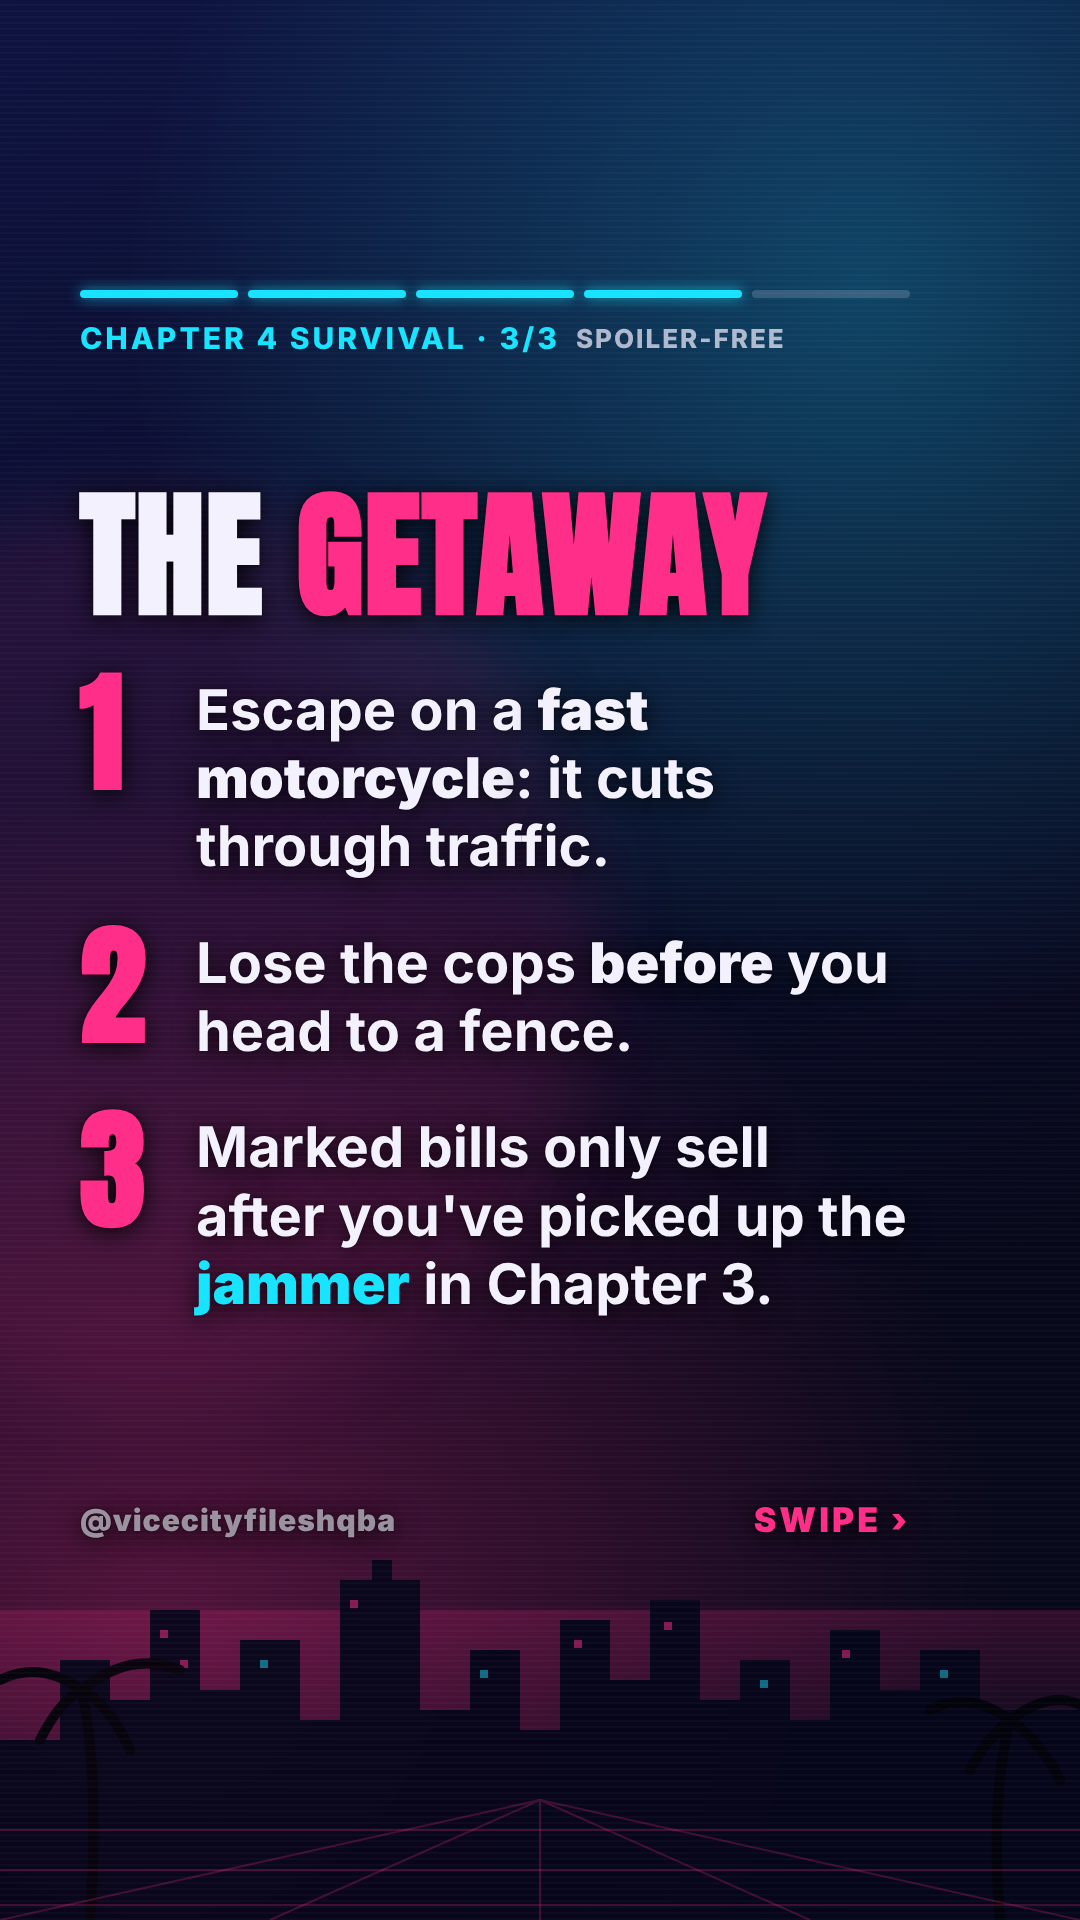 CHAPTER 4 SURVIVAL · 3/3 SPOILER-FREE
THE GETAWAY
1 Escape on a fast
motorcycle: it cuts
through traffic.
2 Lose the cops before you
head to a fence.
3 Marked bills only sell
after you've picked up the
jammer in Chapter 3.
@vicecityfileshqba SWIPE ›